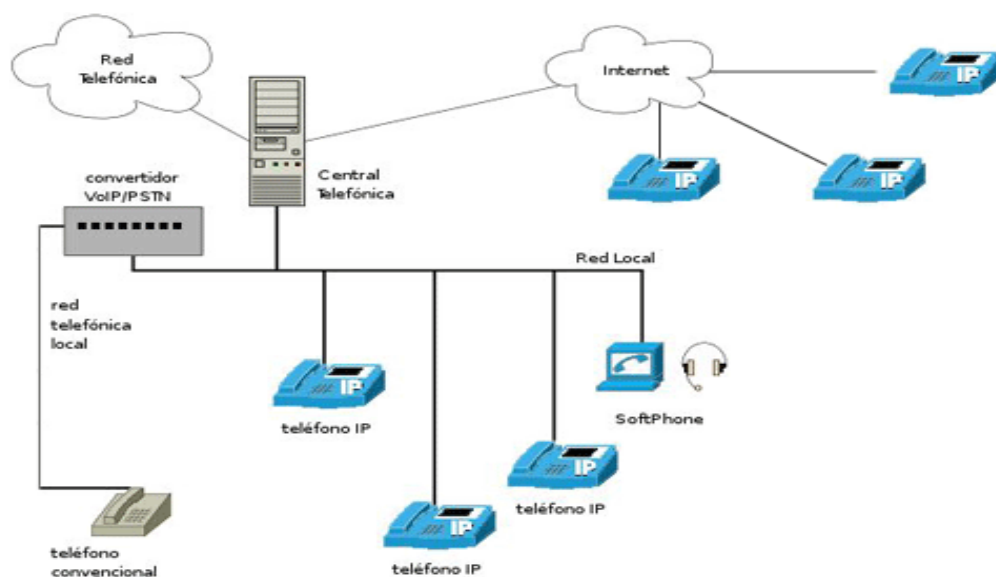 Red
Telefónica
Internet
IP
IP
IP
Central
Telefónica
convertidor
VoIP/PSTN
Red Local
red
telefónica
local
IP
teléfono IP
SoftPhone
IP
teléfono IP
IP
teléfono IP
teléfono
convencional